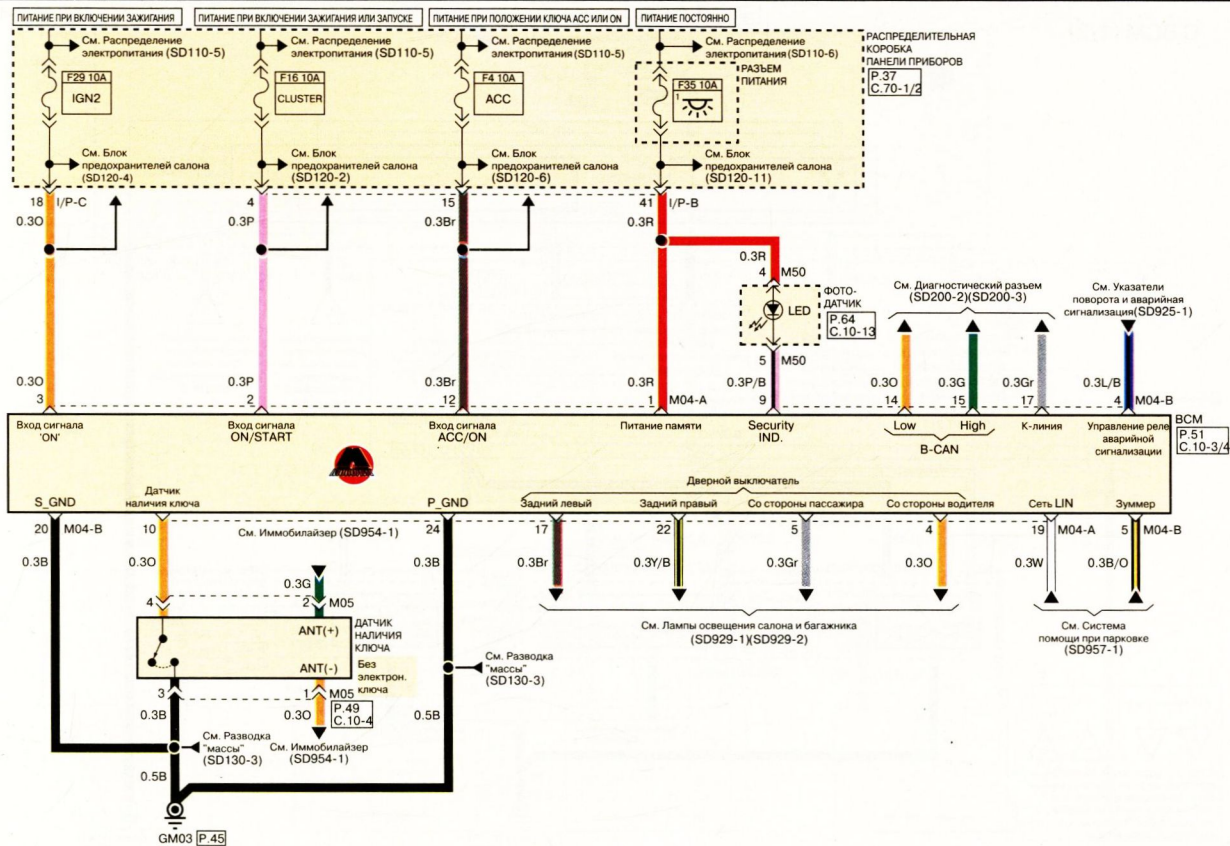 ПИТАНИЕ ПРИ ВКЛЮЧЕНИИ ЗАЖИГАНИЯ
ПИТАНИЕ ПРИ ВКЛЮЧЕНИИ ЗАЖИГАНИЯ ИЛИ ЗАПУСКЕ
ПИТАНИЕ ПРИ ПОЛОЖЕНИИ КЛЮЧА ACC ИЛИ ON
ПИТАНИЕ ПОСТОЯННО
См. Распределение
электропитания (SD110-5)
См. Распределение
электропитания (SD110-5)
См. Распределение
электропитания (SD110-5)
См. Распределение
электропитания (SD110-6)
РАСПРЕДЕЛИТЕЛЬНАЯ
КОРОБКА
ПАНЕЛИ ПРИБОРОВ
P.37
C.70-1/2
F29 10A
IGN2
F16 10A
CLUSTER
F4 10A
ACC
F35 10A
1
РАЗЪЕМ
ПИТАНИЯ
См. Блок
предохранителей салона
(SD120-4)
См. Блок
предохранителей салона
(SD120-2)
См. Блок
предохранителей салона
(SD120-6)
См. Блок
предохранителей салона
(SD120-11)
18 I/P-C
4
15
41 I/P-B
0.3O
0.3P
0.3Br
0.3R
0.3R
4 M50
LED
ФОТО-
ДАТЧИК
P.64
C.10-13
5 M50
См. Диагностический разъем
(SD200-2)(SD200-3)
См. Указатели
поворота и аварийная
сигнализация(SD925-1)
0.3O
0.3P
0.3Br
0.3R
0.3P/B
0.3O
0.3G
0.3Gr
0.3L/B
3
2
12
1 M04-A
9
14
15
17
4 M04-B
Вход сигнала
'ON'
Вход сигнала
ON/START
Вход сигнала
ACC/ON
Питание памяти
Security
IND.
Low
High
B-CAN
К-линия
Управление реле
аварийной
сигнализации
BCM
P.51
C.10-3/4
S_GND
Датчик
наличия ключа
P_GND
Дверной выключатель
Задний левый
Задний правый
Со стороны пассажира
Со стороны водителя
Сеть LIN
Зуммер
20 M04-B
10
См. Иммобилайзер (SD954-1)
24
17
22
5
4
19 M04-A
5 M04-B
0.3B
0.3O
0.3G
0.3B
0.3Br
0.3Y/B
0.3Gr
0.3O
0.3W
0.3B/O
4
2 M05
ANT(+)
ANT(-)
ДАТЧИК
НАЛИЧИЯ
КЛЮЧА
Без
электрон.
ключа
См. Лампы освещения салона и багажника
(SD929-1)(SD929-2)
См. Система
помощи при парковке
(SD957-1)
См. Разводка
"массы"
(SD130-3)
3
1 M05
P.49
C.10-4
0.3B
0.3O
0.5B
См. Разводка
"массы"
(SD130-3)
См. Иммобилайзер
(SD954-1)
0.5B
GM03 P.45